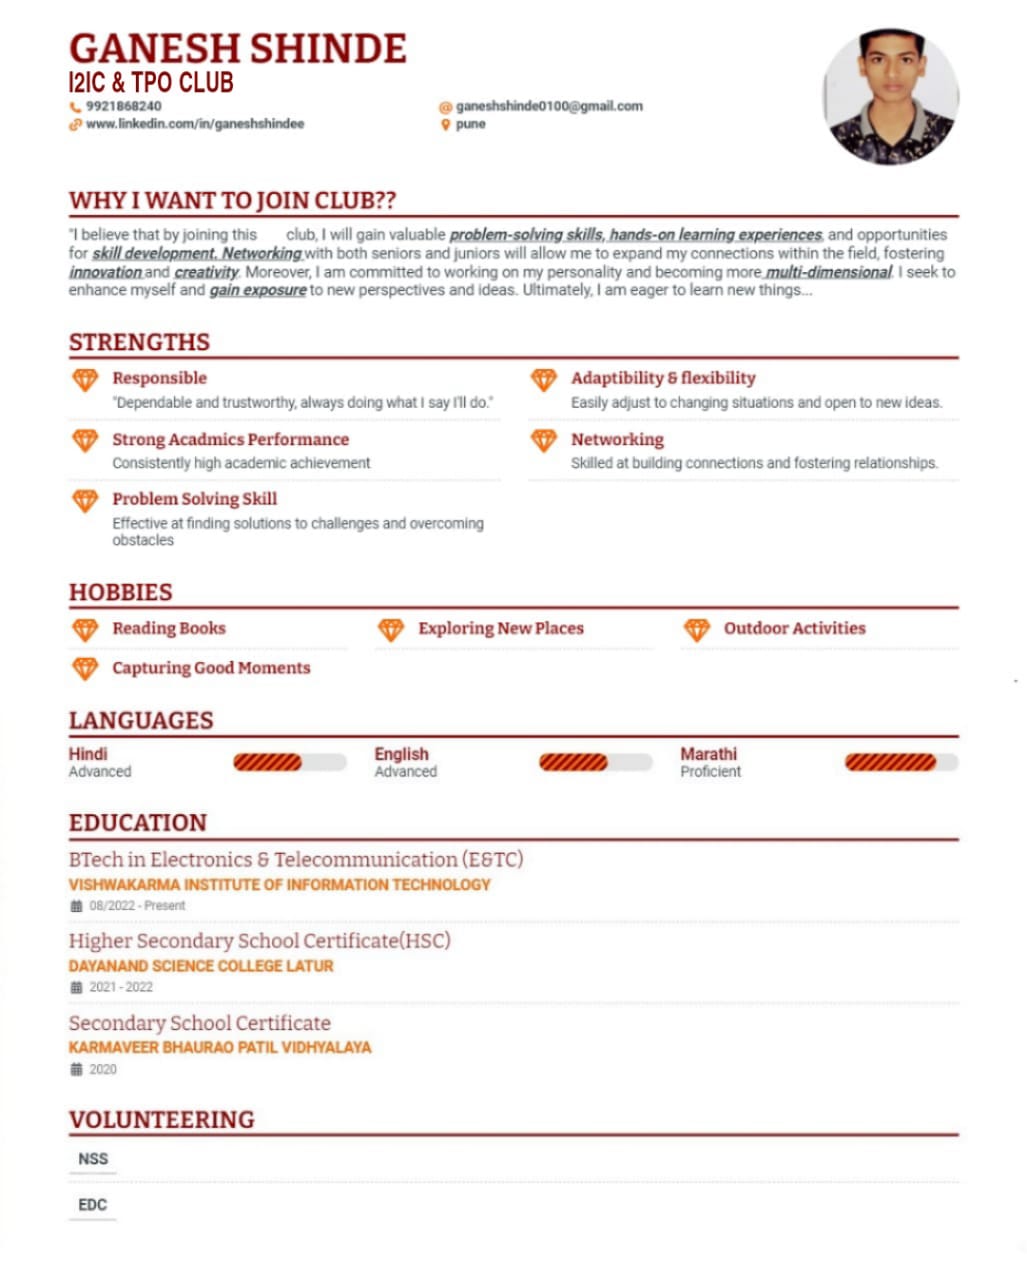 GANESH SHINDE
I2IC & TPO CLUB
9921868240
@ ganeshshinde0100@gmail.com
www.linkedin.com/in/ganeshshindee
pune
WHY I WANT TO JOIN CLUB??
"I believe that by joining this club, I will gain valuable problem-solving skills, hands-on learning experiences, and opportunities
for skill development. Networking with both seniors and juniors will allow me to expand my connections within the field, fostering
innovation and creativity. Moreover, I am committed to working on my personality and becoming more multi-dimensional. I seek to
enhance myself and gain exposure to new perspectives and ideas. Ultimately, I am eager to learn new things...
STRENGTHS
Responsible
"Dependable and trustworthy, always doing what I say I'll do."
Adaptibility & flexibility
Easily adjust to changing situations and open to new ideas.
Strong Acadmics Performance
Consistently high academic achievement
Networking
Skilled at building connections and fostering relationships.
Problem Solving Skill
Effective at finding solutions to challenges and overcoming
obstacles
HOBBIES
Reading Books
Exploring New Places
Outdoor Activities
Capturing Good Moments
LANGUAGES
Hindi
Advanced
English
Advanced
Marathi
Proficient
EDUCATION
BTech in Electronics & Telecommunication (E&TC)
VISHWAKARMA INSTITUTE OF INFORMATION TECHNOLOGY
08/2022 - Present
Higher Secondary School Certificate(HSC)
DAYANAND SCIENCE COLLEGE LATUR
2021 - 2022
Secondary School Certificate
KARMAVEER BHAURAO PATIL VIDHYALAYA
2020
VOLUNTEERING
NSS
EDC